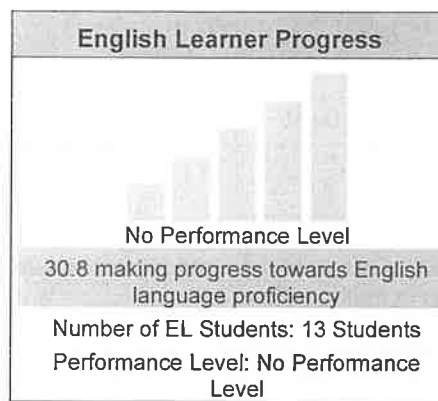 English Learner Progress
No Performance Level
30.8 making progress towards English
language proficiency
Number of EL Students: 13 Students
Performance Level: No Performance
Level